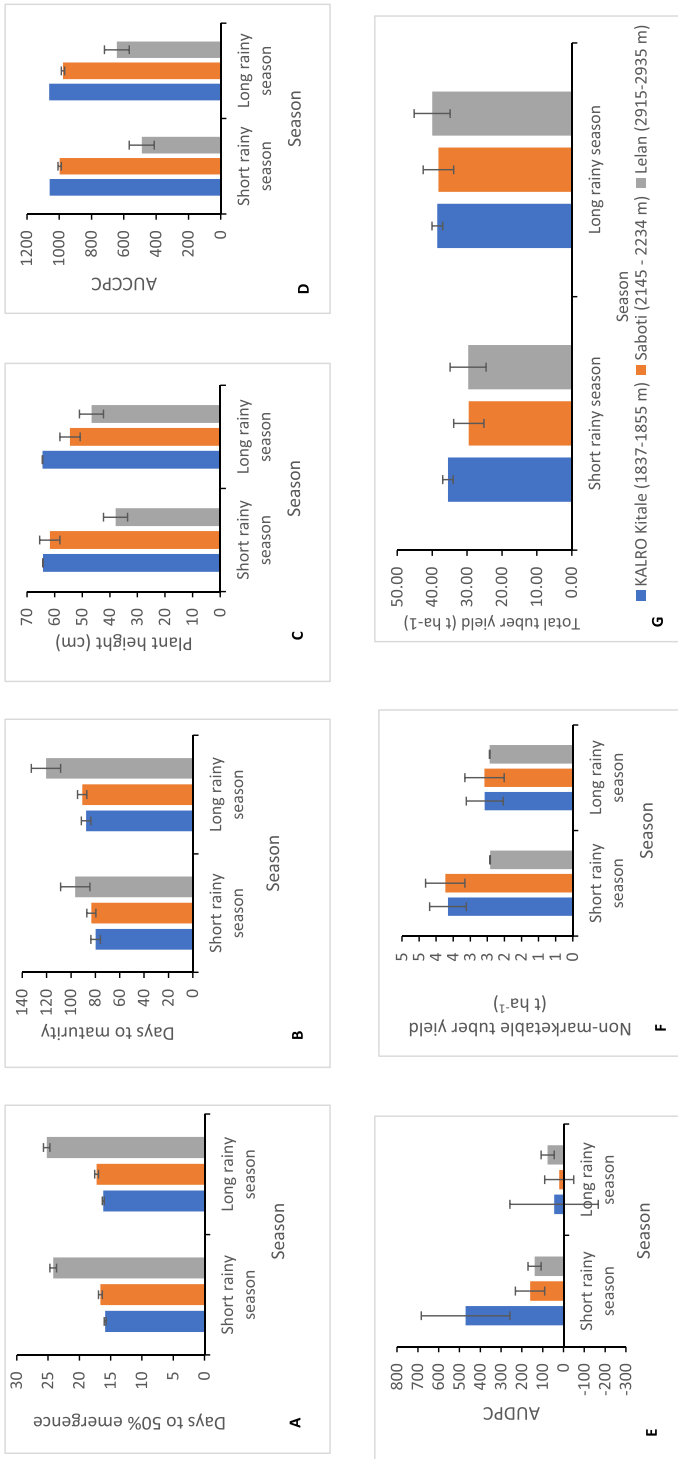 30
25
20
15
10
5
0
Days to 50% emergence
Short rainy
season
Long rainy
season
Season
A
140
120
100
80
60
40
20
0
Days to maturity
Short rainy
season
Long rainy
season
Season
B
70
60
50
40
30
20
10
0
Plant height (cm)
Short rainy
season
Long rainy
season
Season
C
1200
1000
800
600
400
200
0
AUCCPC
Short rainy
season
Long rainy
season
Season
D
800
700
600
500
400
300
200
100
0
-100
-200
-300
AUDPC
Short rainy
season
Long rainy
season
Season
E
5
5
4
4
3
3
2
2
1
1
0
Non-marketable tuber yield
(t ha-1)
Short rainy
season
Long rainy
season
Season
F
50.00
40.00
30.00
20.00
10.00
0.00
Total tuber yield (t ha-1)
Short rainy season
Long rainy season
Season
KALRO Kitale (1837-1855 m) Saboti (2145 - 2234 m) Lelan (2915-2935 m)
G